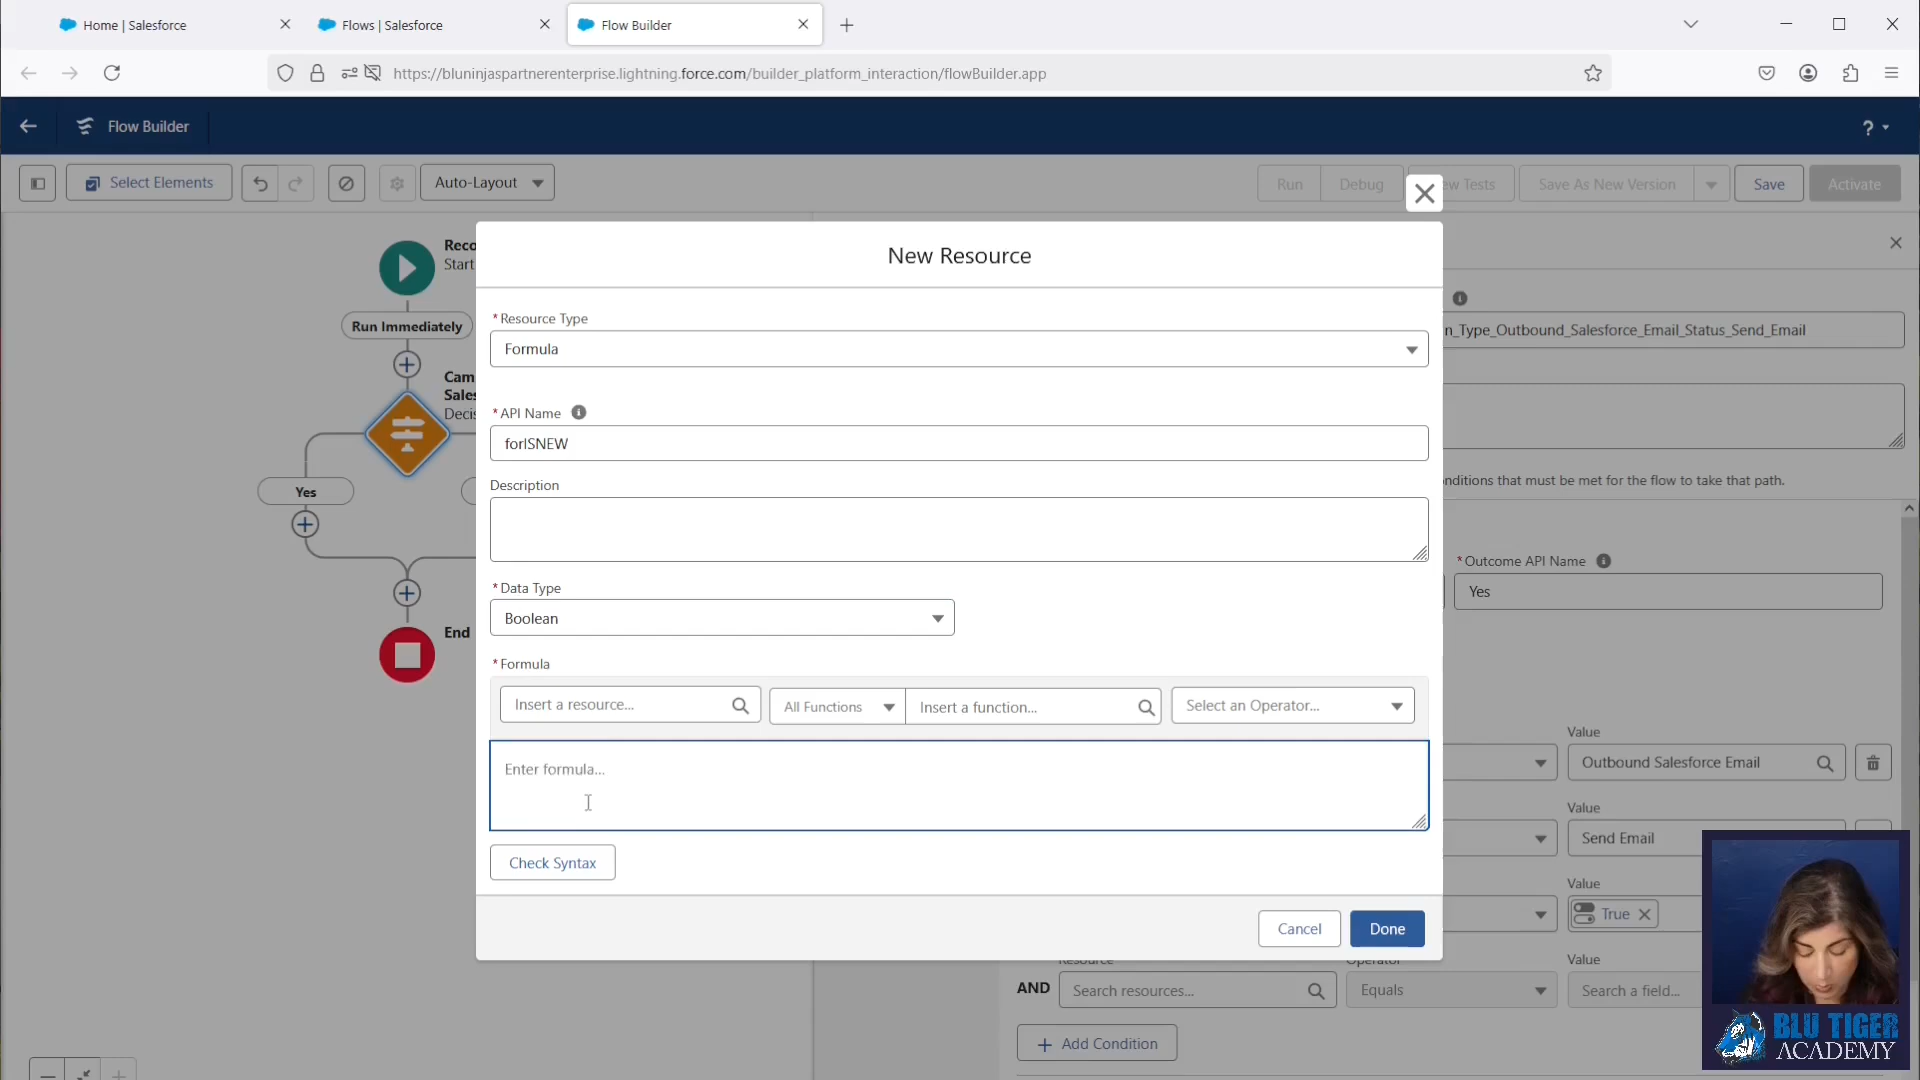 Home | Salesforce
Flows | Salesforce
Flow Builder
https://bluninjaspartnerenterprise.lightning.force.com/builder_platform_interaction/flowBuilder.app
Flow Builder
?
Select Elements
Auto-Layout
Run
Debug
Tests
Save As New Version
Save
Activate
New Resource
Start
Run Immediately
Yes
End
* Resource Type
Formula
* API Name
forISNEW
Description
* Data Type
Boolean
* Formula
Insert a resource...
All Functions
Insert a function...
Select an Operator...
Enter formula...
Check Syntax
Cancel
Done
n_Type_Outbound_Salesforce_Email_Status_Send_Email
nditions that must be met for the flow to take that path.
* Outcome API Name
Yes
Value
Outbound Salesforce Email
Value
Send Email
Value
True
Resource
Operator
Value
AND
Search resources...
Equals
Search a field...
Add Condition
BLU TIGER
ACADEMY